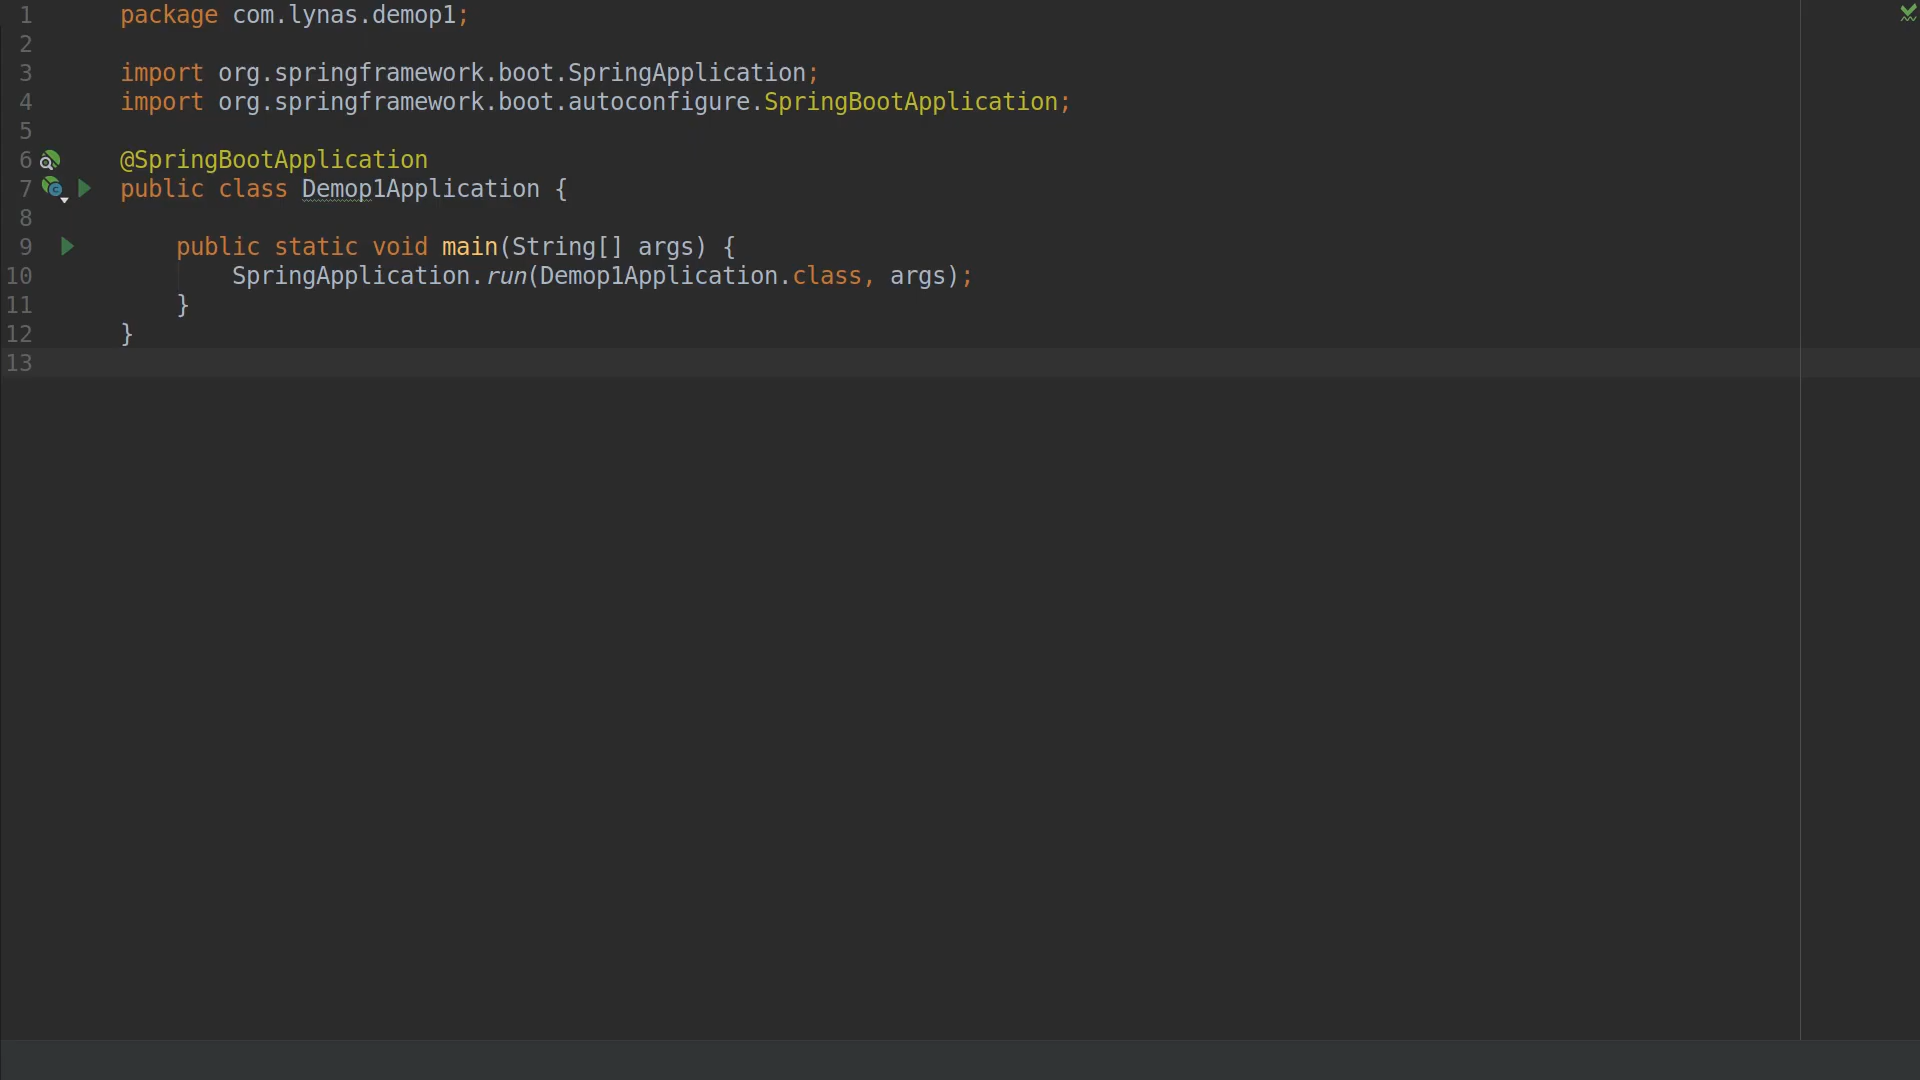 1 package com.lynas.demop1;
2
3 import org.springframework.boot.SpringApplication;
4 import org.springframework.boot.autoconfigure.SpringBootApplication;
5
6 @SpringBootApplication
7 public class Demop1Application {
8
9 public static void main(String[] args) {
10 SpringApplication.run(Demop1Application.class, args);
11 }
12 }
13